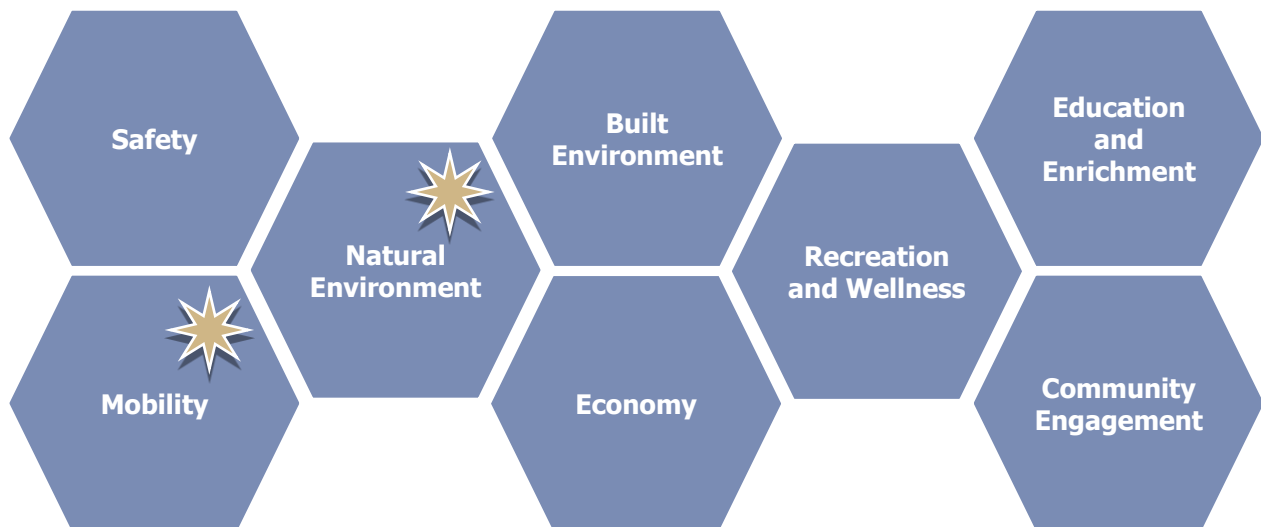 Safety
Mobility
Natural
Environment
Built
Environment
Economy
Recreation
and Wellness
Education
and
Enrichment
Community
Engagement